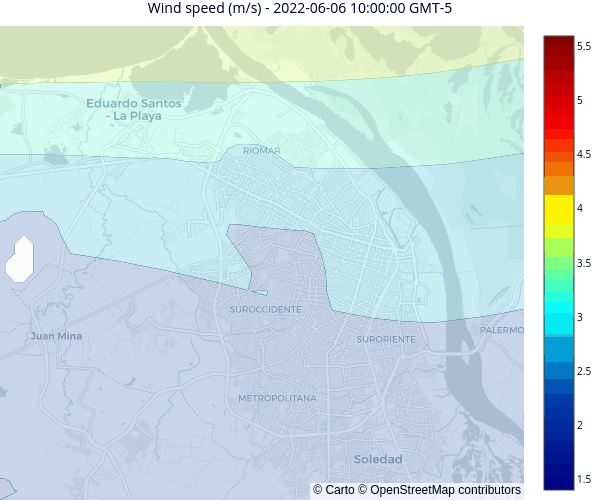 Wind speed (m/s) - 2022-06-06 10:00:00 GMT-5
5.5
5
4.5
4
3.5
3
2.5
2
1.5
Eduardo Santos
- La Playa
RIOMAR
SUROCCIDENTE
PALERMO
Juan Mina
SURORIENTE
METROPOLITANA
Soledad
© Carto © OpenStreetMap contributors